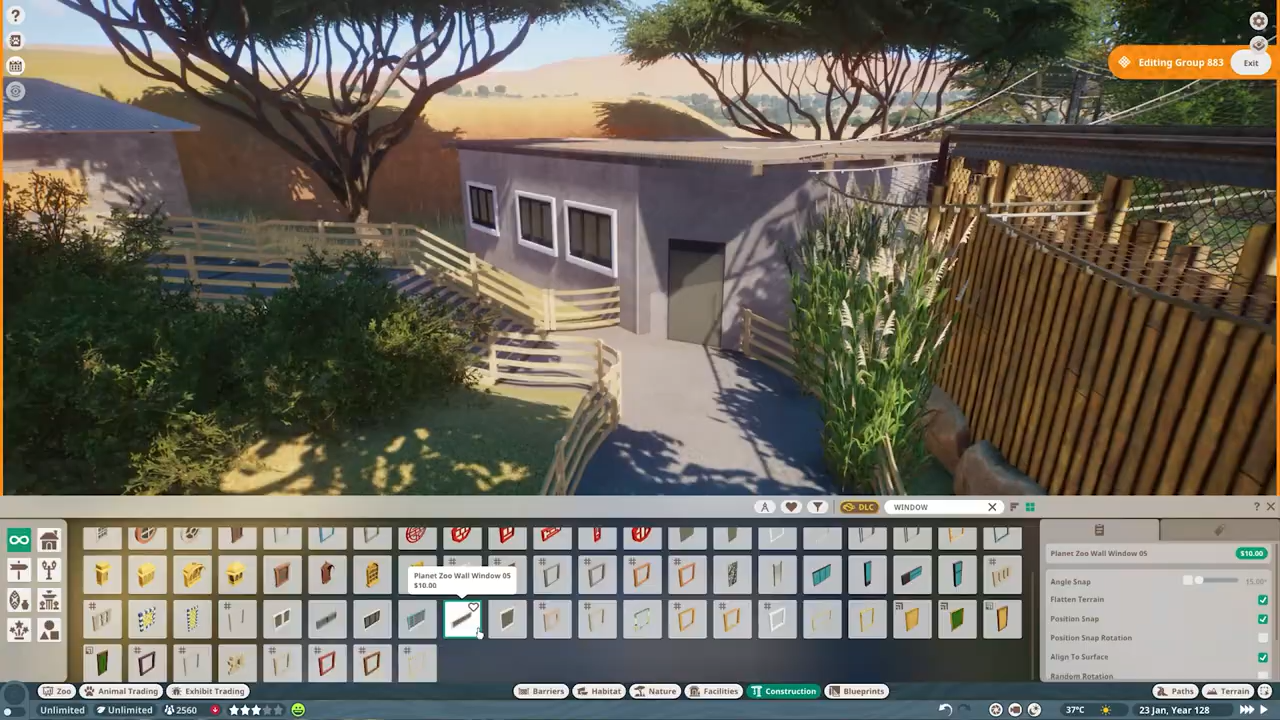 ?
Editing Group 883 Exit
DLC WINDOW
?
Planet Zoo Wall Window 05
$10.00
Planet Zoo Wall Window 05 $10.00
Angle Snap 15.00°
Flatten Terrain
Position Snap
Position Snap Rotation
Align To Surface
Random Rotation
Zoo Animal Trading Exhibit Trading Barriers Habitat Nature Facilities Construction Blueprints Paths Terrain
Unlimited Unlimited 2560 37°C 23 Jan, Year 128